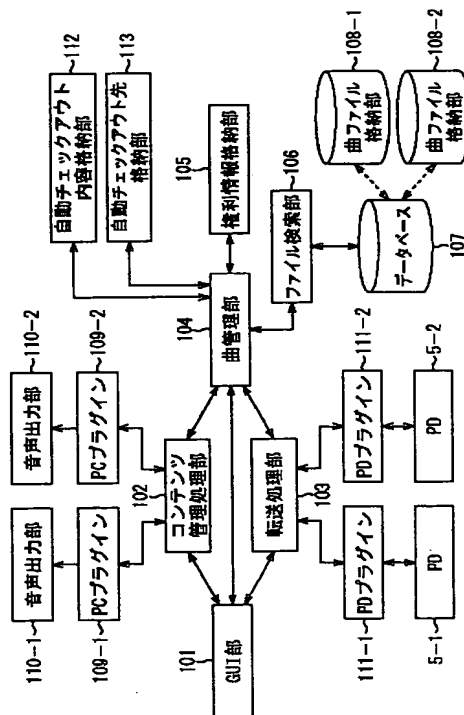 112
自動チェックアウト
内容格納部
113
自動チェックアウト先
格納部
105
権利情報格納部
106
ファイル検索部
108-1
曲ファイル
格納部
108-2
曲ファイル
格納部
データベース
107
104
曲管理部
110-1
音声出力部
110-2
音声出力部
109-1
PCプラグイン
109-2
PCプラグイン
102
コンテンツ
管理処理部
103
転送処理部
101
GUI部
111-1
PDプラグイン
111-2
PDプラグイン
5-1
PD
5-2
PD